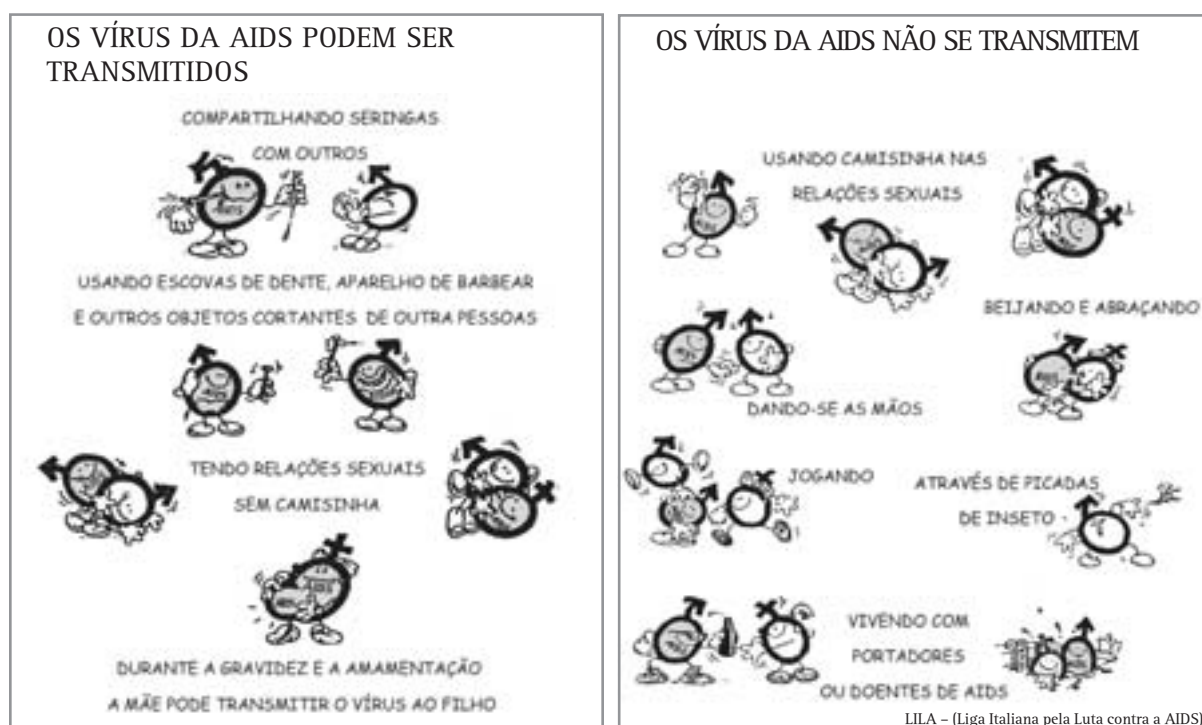 OS VÍRUS DA AIDS PODEM SER
TRANSMITIDOS
COMPARTILHANDO SERINGAS
COM OUTROS
USANDO ESCOVAS DE DENTE, APARELHO DE BARBEAR
E OUTROS OBJETOS CORTANTES DE OUTRA PESSOAS
TENDO RELAÇÕES SEXUAIS
SEM CAMISINHA
DURANTE A GRAVIDEZ E A AMAMENTAÇÃO
A MÃE PODE TRANSMITIR O VÍRUS AO FILHO
OS VÍRUS DA AIDS NÃO SE TRANSMITEM
USANDO CAMISINHA NAS
RELAÇÕES SEXUAIS
BEIJANDO E ABRAÇANDO
DANDO-SE AS MÃOS
JOGANDO
ATRAVÉS DE PICADAS
DE INSETO
VIVENDO COM
PORTADORES
OU DOENTES DE AIDS
LILA – (Liga Italiana pela Luta contra a AIDS)